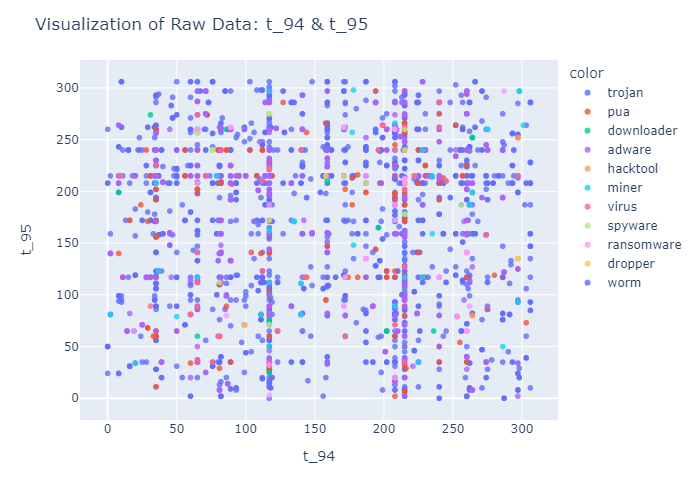 Visualization of Raw Data: t_94 & t_95
color
trojan
pua
downloader
adware
hacktool
miner
virus
spyware
ransomware
dropper
worm
t_95
300
250
200
150
100
50
0
0 50 100 150 200 250 300
t_94